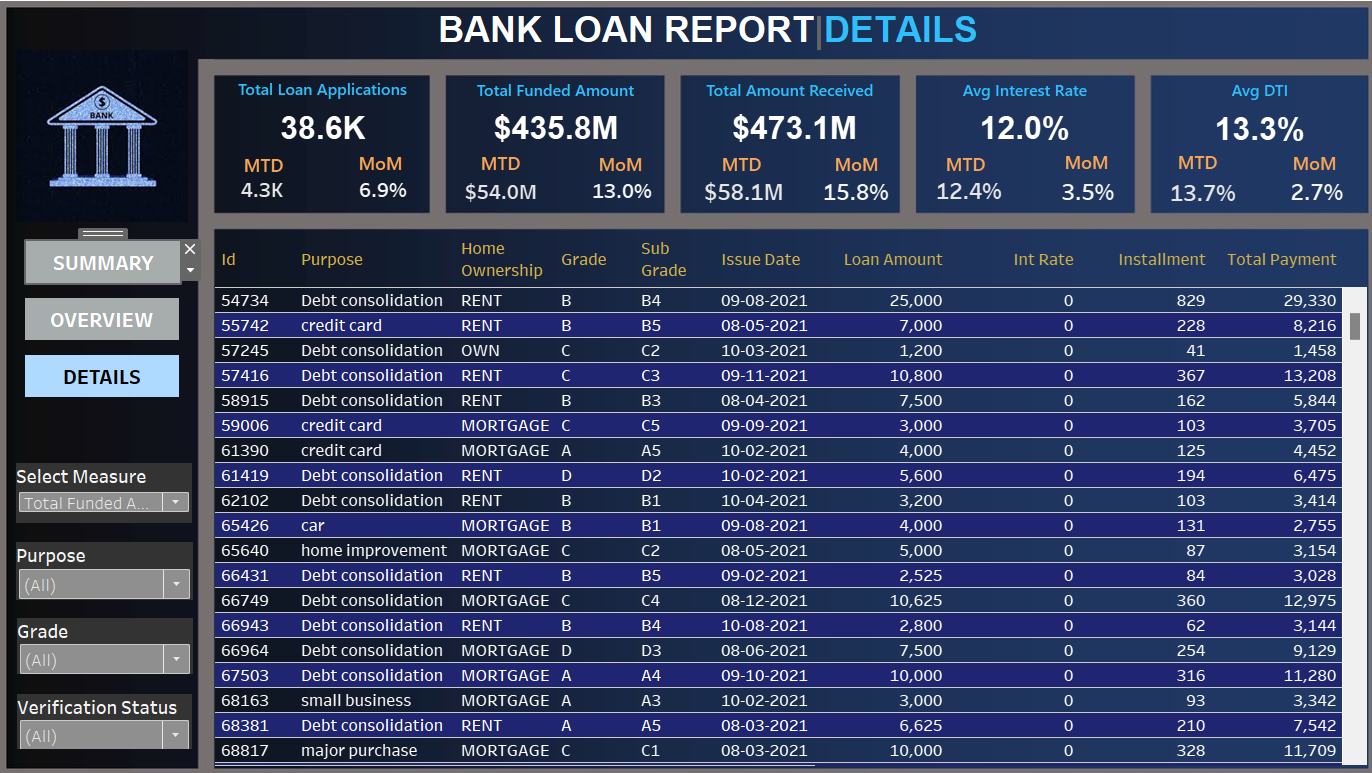 BANK LOAN REPORT|DETAILS
$
BANK
Total Loan Applications
38.6K
MTD MoM
4.3K 6.9%
Total Funded Amount
$435.8M
MTD MoM
$54.0M 13.0%
Total Amount Received
$473.1M
MTD MoM
$58.1M 15.8%
Avg Interest Rate
12.0%
MTD MoM
12.4% 3.5%
Avg DTI
13.3%
MTD MoM
13.7% 2.7%
SUMMARY
OVERVIEW
DETAILS
Select Measure
Total Funded A...
Purpose
(All)
Grade
(All)
Verification Status
(All)
Id Purpose Home Ownership Grade Sub Grade Issue Date Loan Amount Int Rate Installment Total Payment
54734 Debt consolidation RENT B B4 09-08-2021 25,000 0 829 29,330
55742 credit card RENT B B5 08-05-2021 7,000 0 228 8,216
57245 Debt consolidation OWN C C2 10-03-2021 1,200 0 41 1,458
57416 Debt consolidation RENT C C3 09-11-2021 10,800 0 367 13,208
58915 Debt consolidation RENT B B3 08-04-2021 7,500 0 162 5,844
59006 credit card MORTGAGE C C5 09-09-2021 3,000 0 103 3,705
61390 credit card MORTGAGE A A5 10-02-2021 4,000 0 125 4,452
61419 Debt consolidation RENT D D2 10-02-2021 5,600 0 194 6,475
62102 Debt consolidation RENT B B1 10-04-2021 3,200 0 103 3,414
65426 car MORTGAGE B B1 09-08-2021 4,000 0 131 2,755
65640 home improvement MORTGAGE C C2 08-05-2021 5,000 0 87 3,154
66431 Debt consolidation RENT B B5 09-02-2021 2,525 0 84 3,028
66749 Debt consolidation MORTGAGE C C4 08-12-2021 10,625 0 360 12,975
66943 Debt consolidation RENT B B4 10-08-2021 2,800 0 62 3,144
66964 Debt consolidation MORTGAGE D D3 08-06-2021 7,500 0 254 9,129
67503 Debt consolidation MORTGAGE A A4 09-10-2021 10,000 0 316 11,280
68163 small business MORTGAGE A A3 10-02-2021 3,000 0 93 3,342
68381 Debt consolidation RENT A A5 08-03-2021 6,625 0 210 7,542
68817 major purchase MORTGAGE C C1 08-03-2021 10,000 0 328 11,709